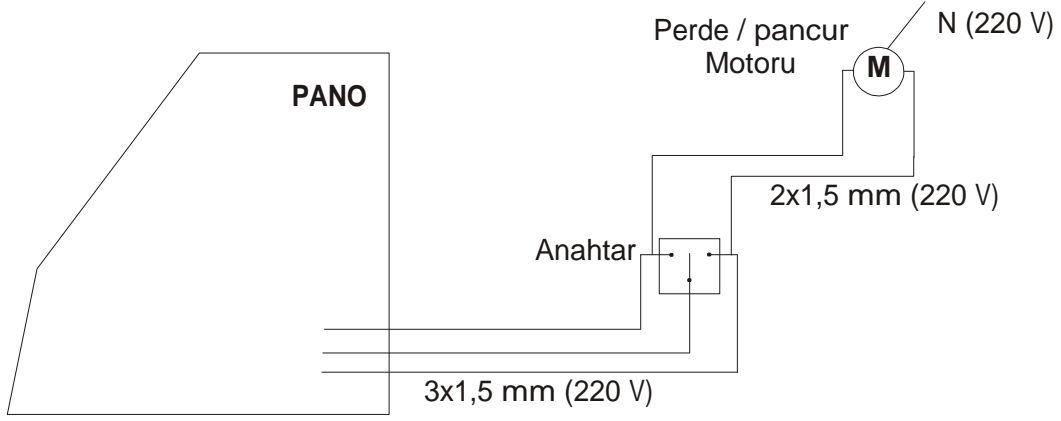 N (220 V)
Perde / pancur
Motoru
M
PANO
2x1,5 mm (220 V)
Anahtar
3x1,5 mm (220 V)